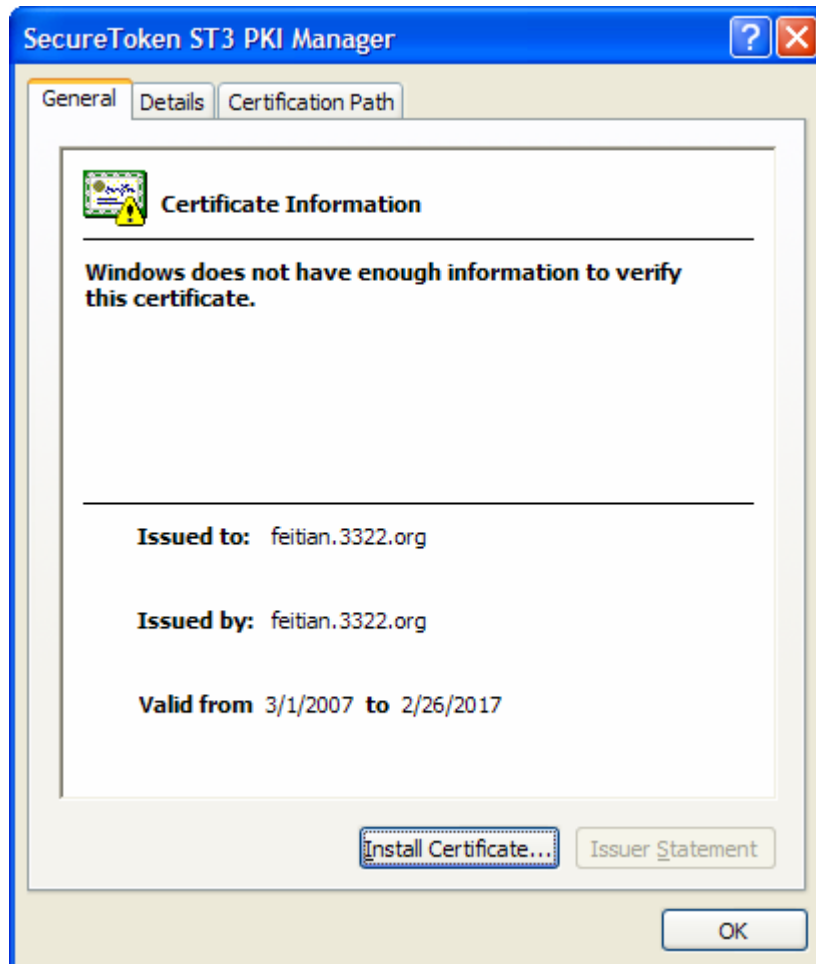 SecureToken ST3 PKI Manager
General Details Certification Path
Certificate Information
Windows does not have enough information to verify
this certificate.
Issued to: feitian.3322.org
Issued by: feitian.3322.org
Valid from 3/1/2007 to 2/26/2017
Install Certificate... Issuer Statement
OK